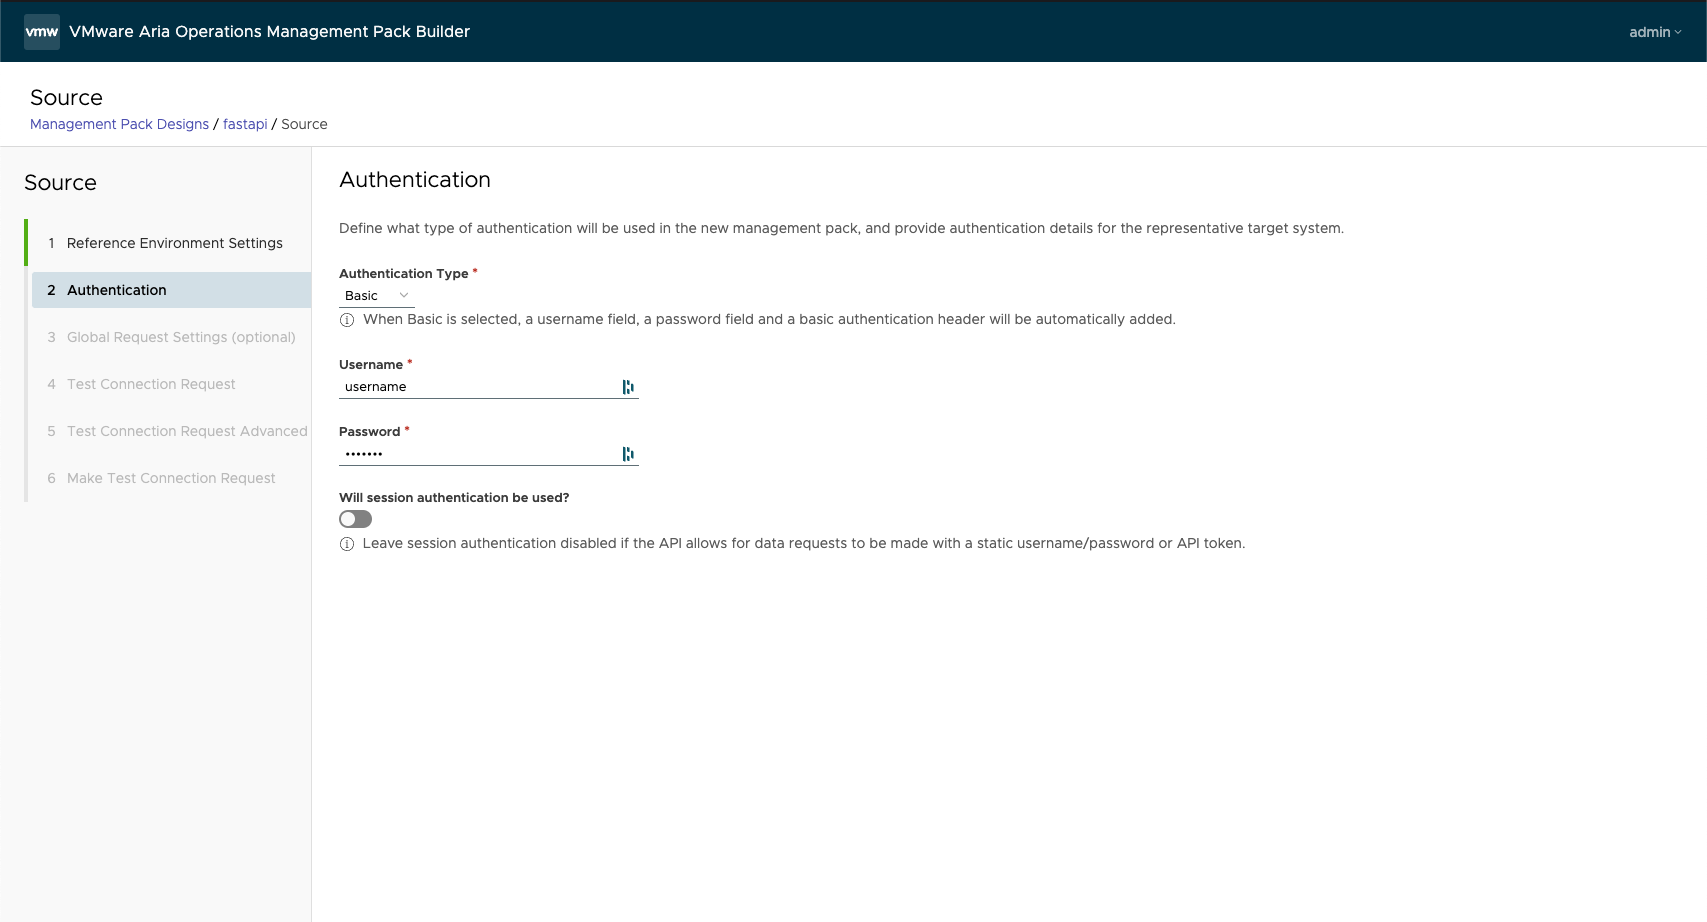 vmw VMware Aria Operations Management Pack Builder admin
Source
Management Pack Designs / fastapi / Source
Source
1 Reference Environment Settings
2 Authentication
3 Global Request Settings (optional)
4 Test Connection Request
5 Test Connection Request Advanced
6 Make Test Connection Request
Authentication
Define what type of authentication will be used in the new management pack, and provide authentication details for the representative target system.
Authentication Type *
Basic
When Basic is selected, a username field, a password field and a basic authentication header will be automatically added.
Username *
username
Password *
•••••••
Will session authentication be used?
Leave session authentication disabled if the API allows for data requests to be made with a static username/password or API token.